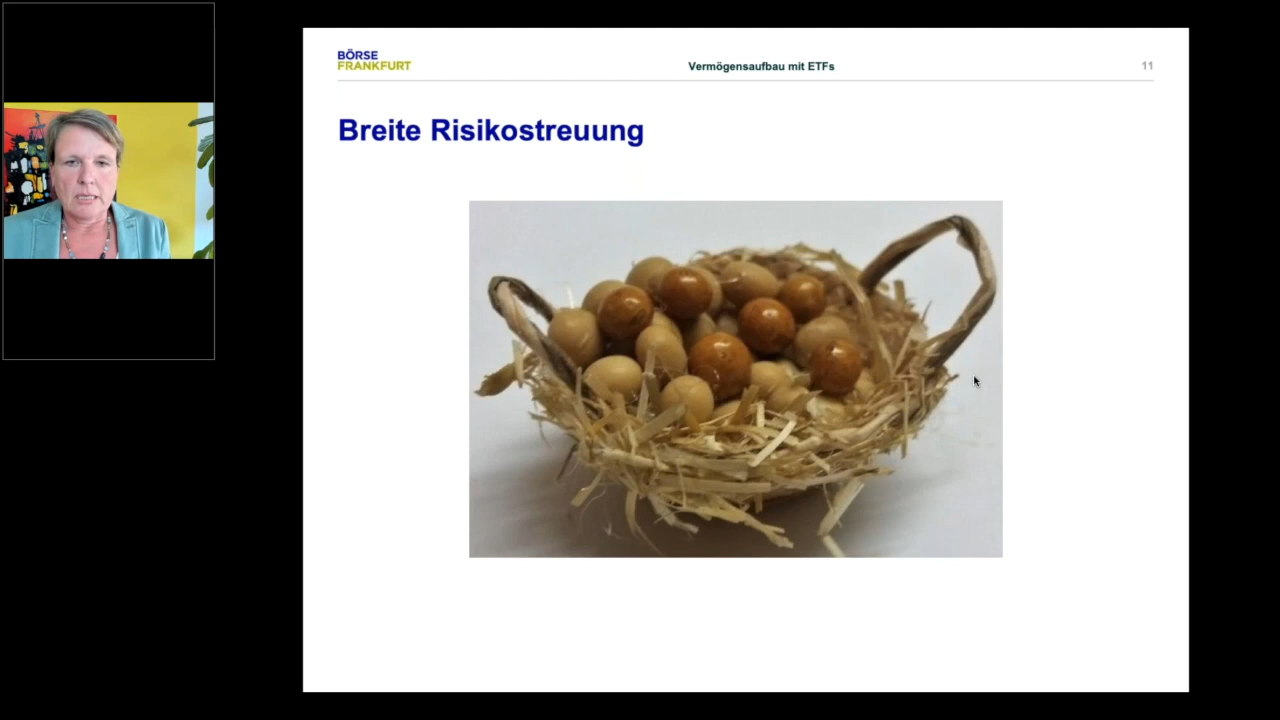 BÖRSE
FRANKFURT
Vermögensaufbau mit ETFs
11
Breite Risikostreuung